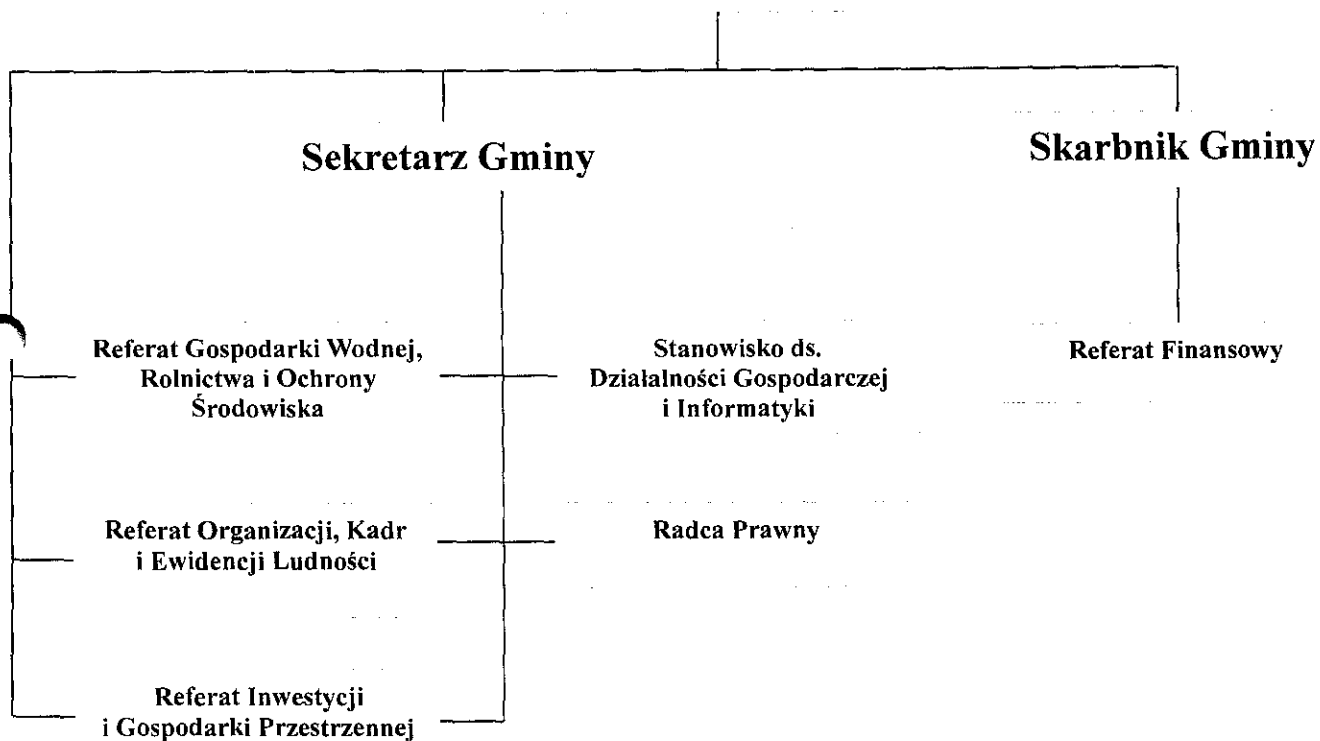 Sekretarz Gminy
Skarbnik Gminy
Referat Gospodarki Wodnej,
Rolnictwa i Ochrony
Środowiska
Stanowisko ds.
Działalności Gospodarczej
i Informatyki
Referat Finansowy
Referat Organizacji, Kadr
i Ewidencji Ludności
Radca Prawny
Referat Inwestycji
i Gospodarki Przestrzennej